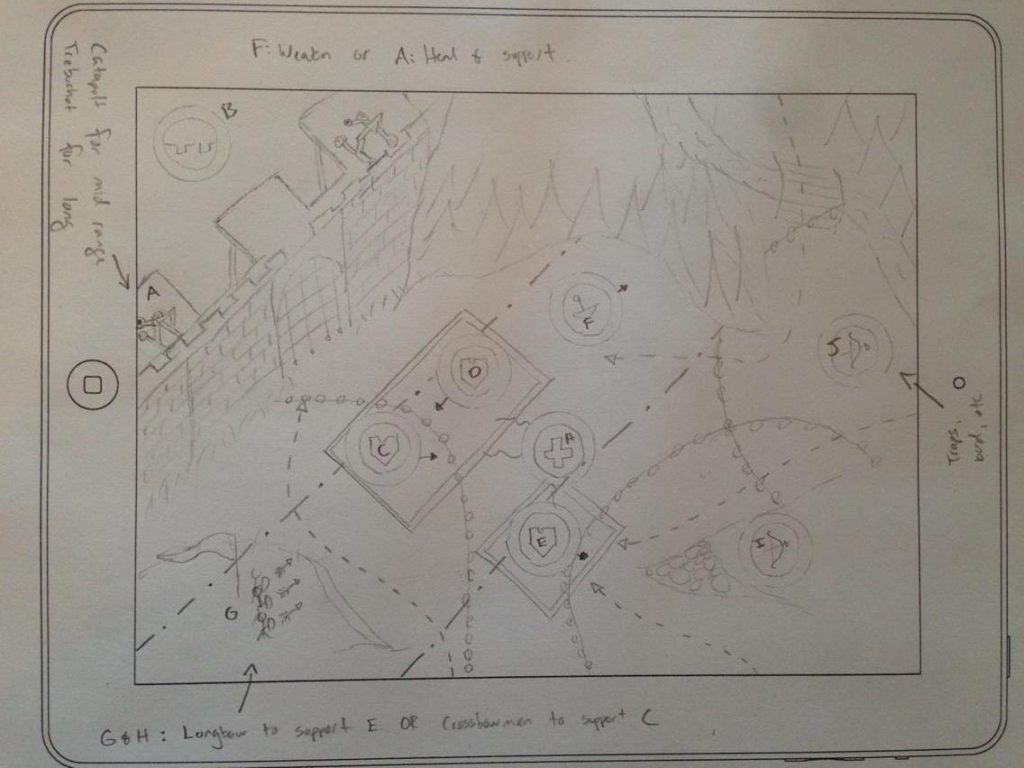 F: Weaken or A: Heal & support.
Catapult for mid range
Trebuchet for long
B
A
F
D
C
A
J
E
H
G
Traps,
bard, etc
G & H: Longbow to support E OR Crossbowmen to support C